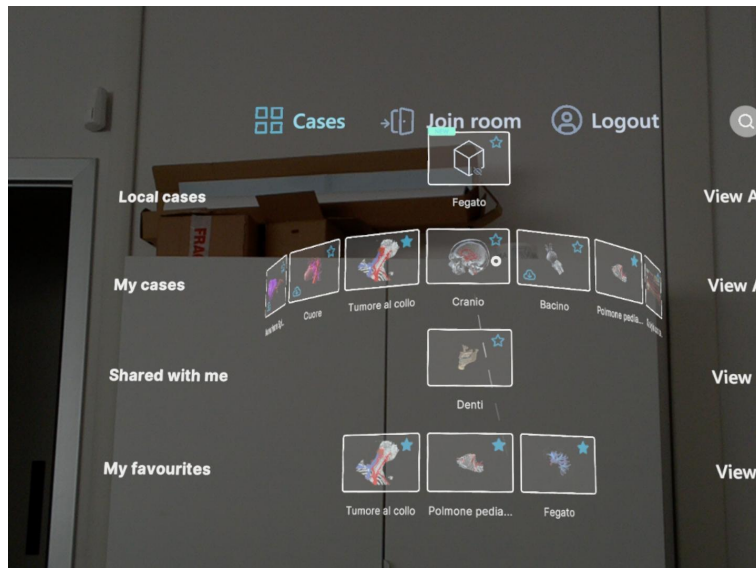 Cases
Join room
Logout
Local cases
Fegato
View A
FRA
My cases
Cuore
Tumore al collo
Cranio
Bacino
Polmone pedia...
View A
Shared with me
Denti
View
My favourites
Tumore al collo
Polmone pedia...
Fegato
View